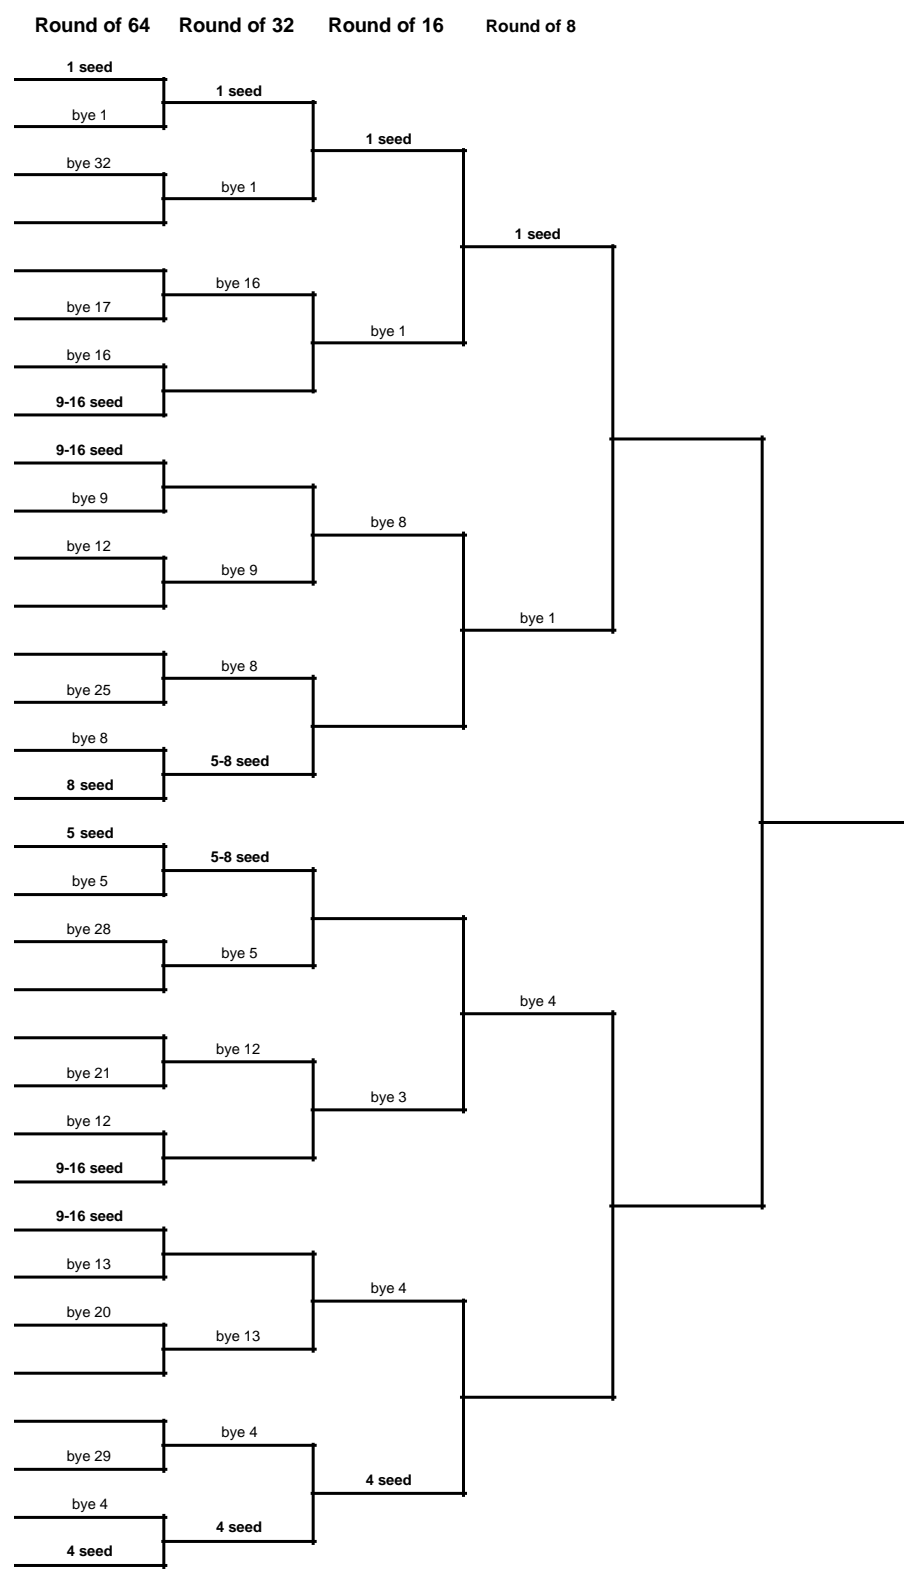 Round of 64 Round of 32 Round of 16 Round of 8
1 seed
1 seed
bye 1
1 seed
bye 32
bye 1
1 seed
bye 16
bye 17
bye 1
bye 16
9-16 seed
9-16 seed
bye 9
bye 8
bye 12
bye 9
bye 1
bye 8
bye 25
bye 8
5-8 seed
8 seed
5 seed
5-8 seed
bye 5
bye 28
bye 5
bye 4
bye 12
bye 21
bye 3
bye 12
9-16 seed
9-16 seed
bye 13
bye 4
bye 20
bye 13
bye 4
bye 29
4 seed
bye 4
4 seed
4 seed